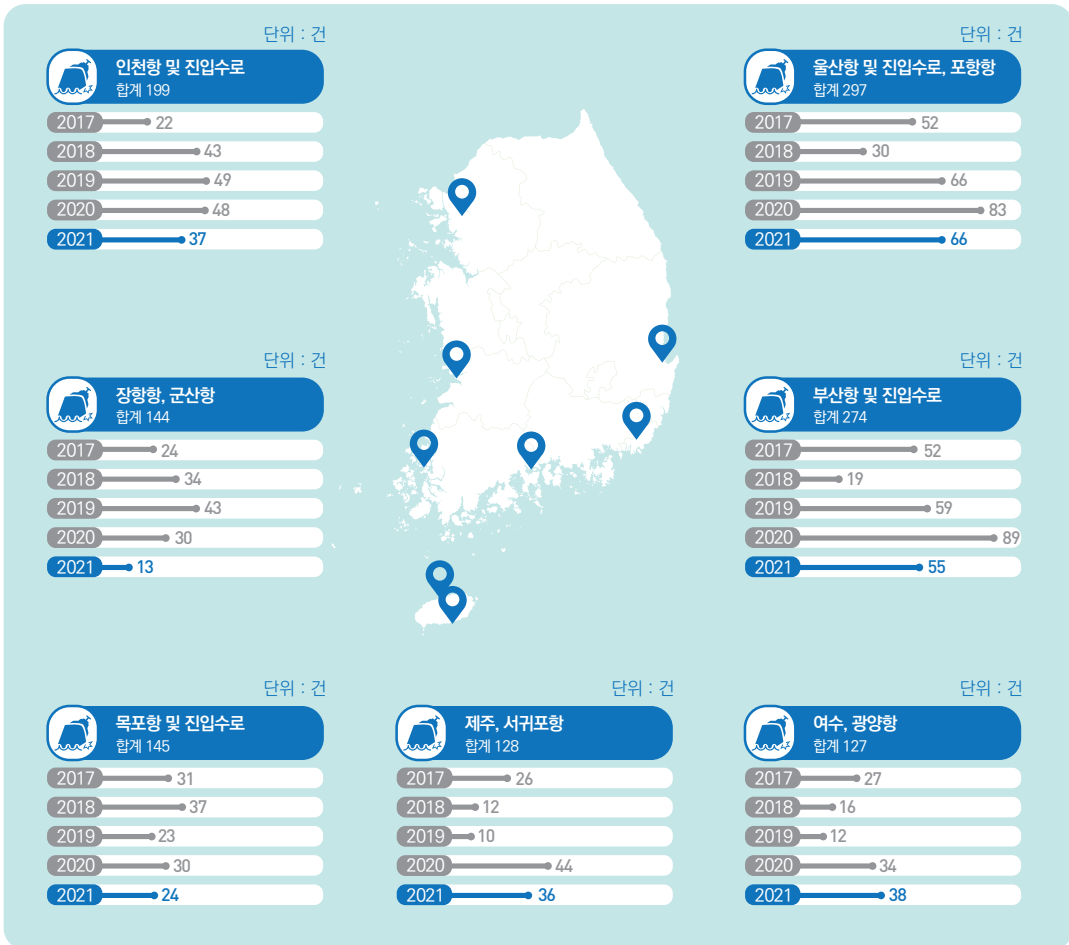 단위 : 건
인천항 및 진입수로
합계 199
2017 22
2018 43
2019 49
2020 48
2021 37
단위 : 건
울산항 및 진입수로, 포항항
합계 297
2017 52
2018 30
2019 66
2020 83
2021 66
단위 : 건
장항항, 군산항
합계 144
2017 24
2018 34
2019 43
2020 30
2021 13
단위 : 건
부산항 및 진입수로
합계 274
2017 52
2018 19
2019 59
2020 89
2021 55
단위 : 건
목포항 및 진입수로
합계 145
2017 31
2018 37
2019 23
2020 30
2021 24
단위 : 건
제주, 서귀포항
합계 128
2017 26
2018 12
2019 10
2020 44
2021 36
단위 : 건
여수, 광양항
합계 127
2017 27
2018 16
2019 12
2020 34
2021 38